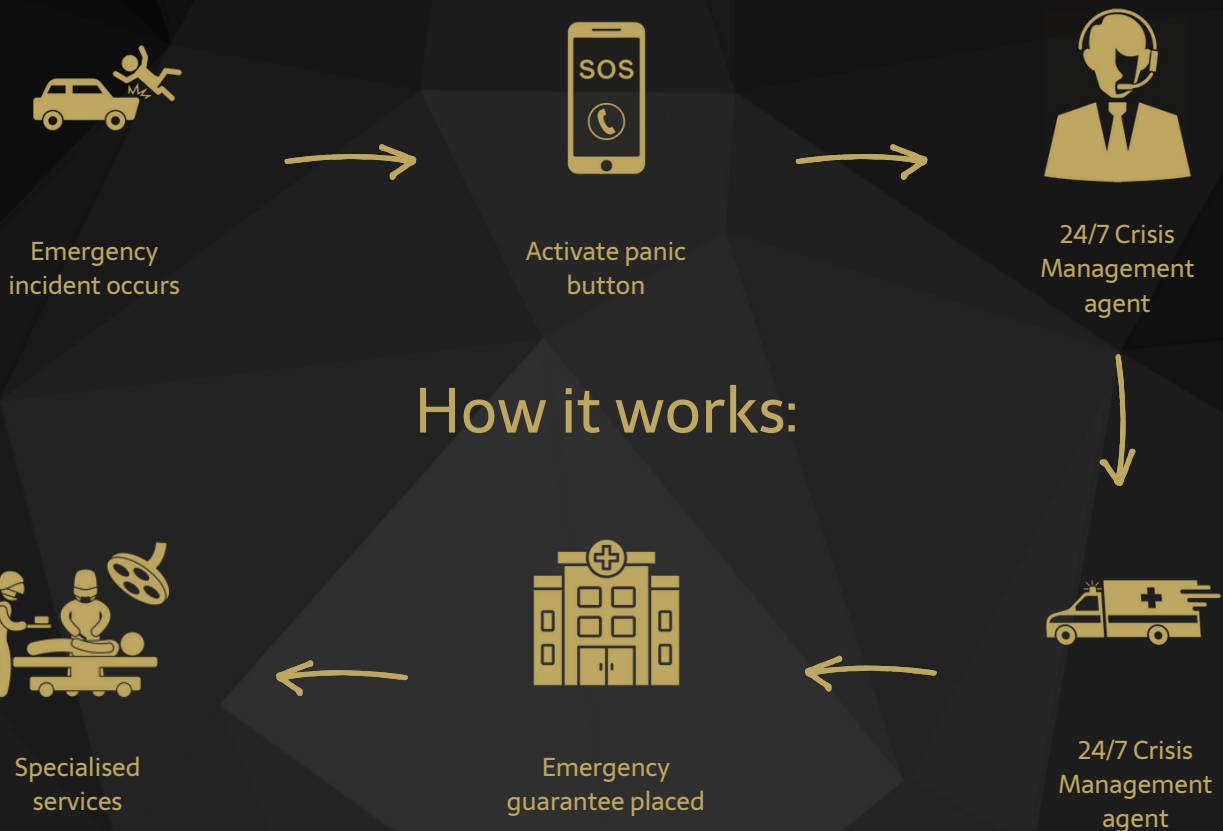 SOS
Emergency
incident occurs
Activate panic
button
24/7 Crisis
Management
agent
How it works:
Specialised
services
Emergency
guarantee placed
24/7 Crisis
Management
agent